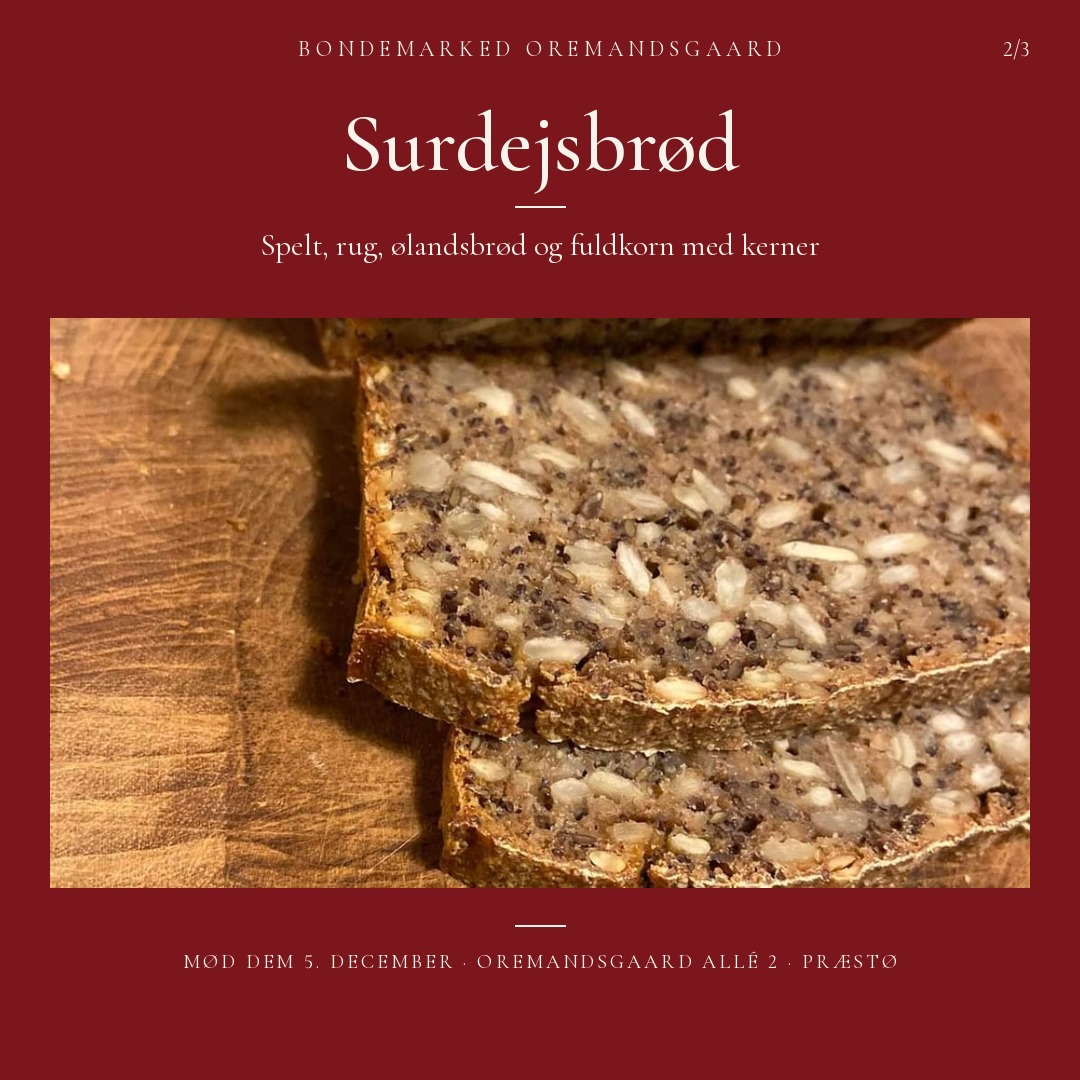 BONDEMARKED OREMANDSGAARD
2/3
Surdejsbrød
Spelt, rug, ølandsbrød og fuldkorn med kerner
MØD DEM 5. DECEMBER · OREMANDSGAARD ALLÉ 2 · PRÆSTØ